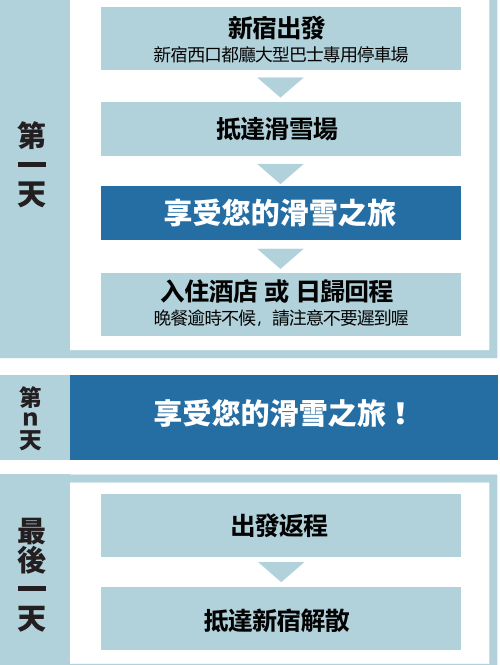 第一天
新宿出發
新宿西口都廳大型巴士專用停車場
抵達滑雪場
享受您的滑雪之旅
入住酒店 或 日歸回程
晚餐逾時不候，請注意不要遲到喔
第n天
享受您的滑雪之旅！
最後一天
出發返程
抵達新宿解散